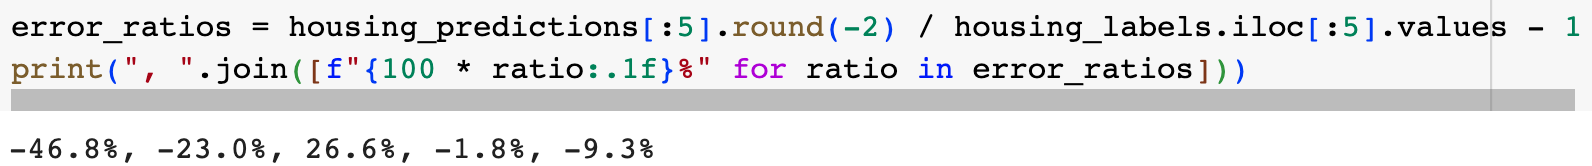 error_ratios = housing_predictions[:5].round(-2) / housing_labels.iloc[:5].values - 1
print(", ".join([f"{100 * ratio:.1f}%" for ratio in error_ratios]))
-46.8%, -23.0%, 26.6%, -1.8%, -9.3%